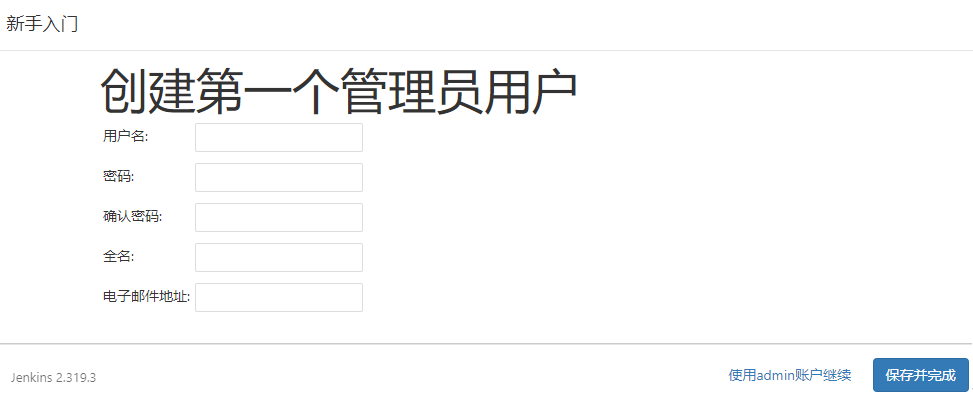 新手入门
创建第一个管理员用户
用户名:
密码:
确认密码:
全名:
电子邮件地址:
Jenkins 2.319.3
使用admin账户继续
保存并完成